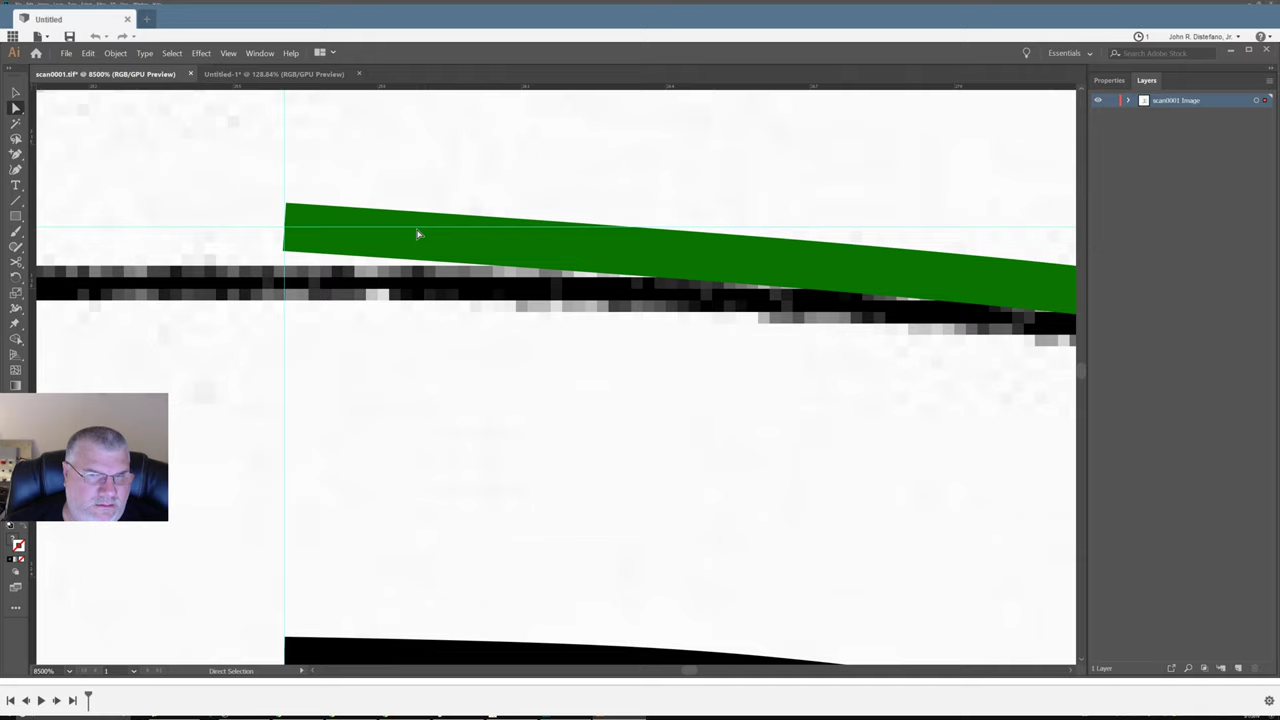 Untitled
John R. Distefano, Jr.
1
Ai File Edit Object Type Select Effect View Window Help
Essentials
Search Adobe Stock
scan0001.tif* @ 8500% (RGB/GPU Preview)
Untitled-1* @ 128.84% (RGB/GPU Preview)
Properties
Layers
scan0001 Image
8500%
1
Direct Selection
1 Layer